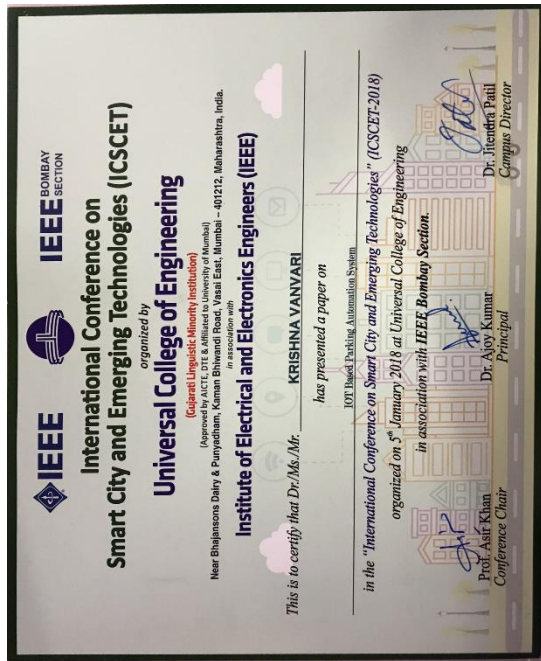 IEEE
IEEE BOMBAY SECTION
International Conference on
Smart City and Emerging Technologies (ICSCET)
organized by
Universal College of Engineering
(Gujarati Linguistic Minority Institution)
(Approved by AICTE, DTE & Affiliated to University of Mumbai)
Near Bhajansons Dairy & Punyadham, Kaman Bhiwandi Road, Vasai East, Mumbai – 401212, Maharashtra, India.
in association with
Institute of Electrical and Electronics Engineers (IEEE)
This is to certify that Dr./Ms./Mr. KRISHNA VANVARI
has presented a paper on
IOT Based Parking Automation System
in the “International Conference on Smart City and Emerging Technologies” (ICSCET-2018)
organized on 5th January 2018 at Universal College of Engineering
in association with IEEE Bombay Section.
Prof. Asif Khan
Conference Chair
Dr. Ajoy Kumar
Principal
Dr. Jitendra Patil
Campus Director